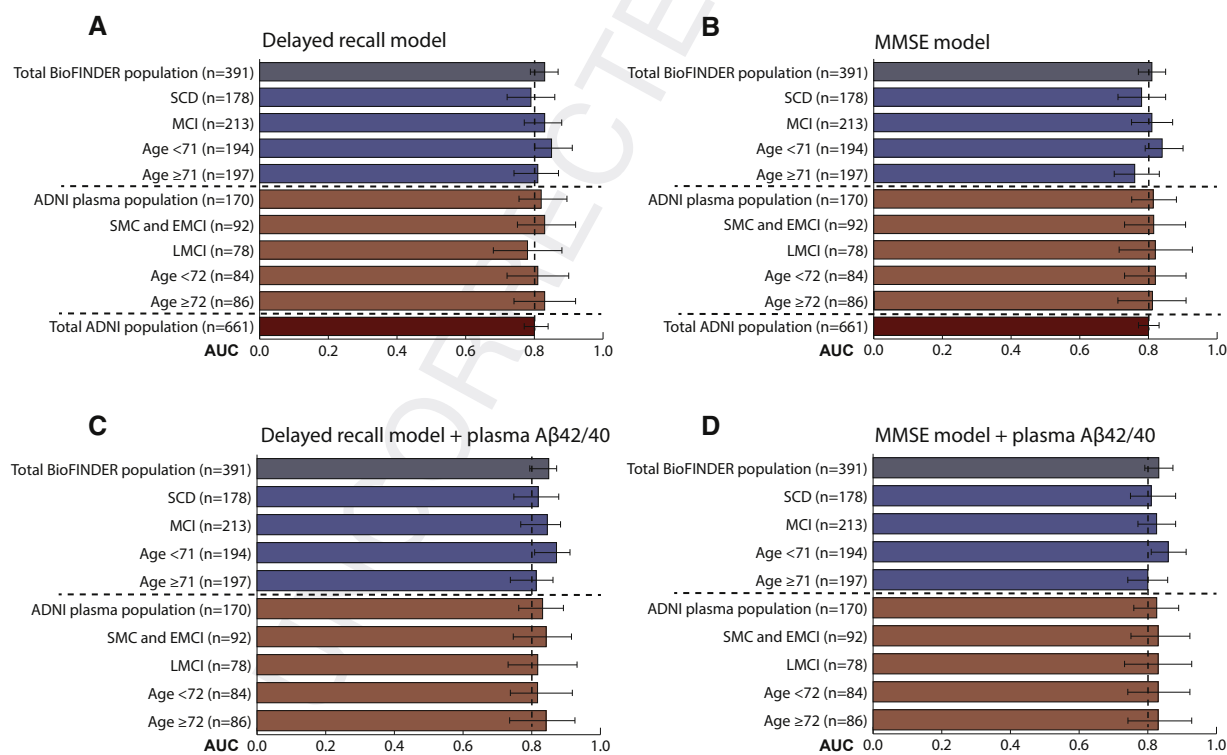 A
Delayed recall model
Total BioFINDER population (n=391)
SCD (n=178)
MCI (n=213)
Age <71 (n=194)
Age ≥71 (n=197)
ADNI plasma population (n=170)
SMC and EMCI (n=92)
LMCI (n=78)
Age <72 (n=84)
Age ≥72 (n=86)
Total ADNI population (n=661)
AUC 0.0 0.2 0.4 0.6 0.8 1.0
B
MMSE model
Total BioFINDER population (n=391)
SCD (n=178)
MCI (n=213)
Age <71 (n=194)
Age ≥71 (n=197)
ADNI plasma population (n=170)
SMC and EMCI (n=92)
LMCI (n=78)
Age <72 (n=84)
Age ≥72 (n=86)
Total ADNI population (n=661)
AUC 0.0 0.2 0.4 0.6 0.8 1.0
C
Delayed recall model + plasma Aβ42/40
Total BioFINDER population (n=391)
SCD (n=178)
MCI (n=213)
Age <71 (n=194)
Age ≥71 (n=197)
ADNI plasma population (n=170)
SMC and EMCI (n=92)
LMCI (n=78)
Age <72 (n=84)
Age ≥72 (n=86)
AUC 0.0 0.2 0.4 0.6 0.8 1.0
D
MMSE model + plasma Aβ42/40
Total BioFINDER population (n=391)
SCD (n=178)
MCI (n=213)
Age <71 (n=194)
Age ≥71 (n=197)
ADNI plasma population (n=170)
SMC and EMCI (n=92)
LMCI (n=78)
Age <72 (n=84)
Age ≥72 (n=86)
AUC 0.0 0.2 0.4 0.6 0.8 1.0